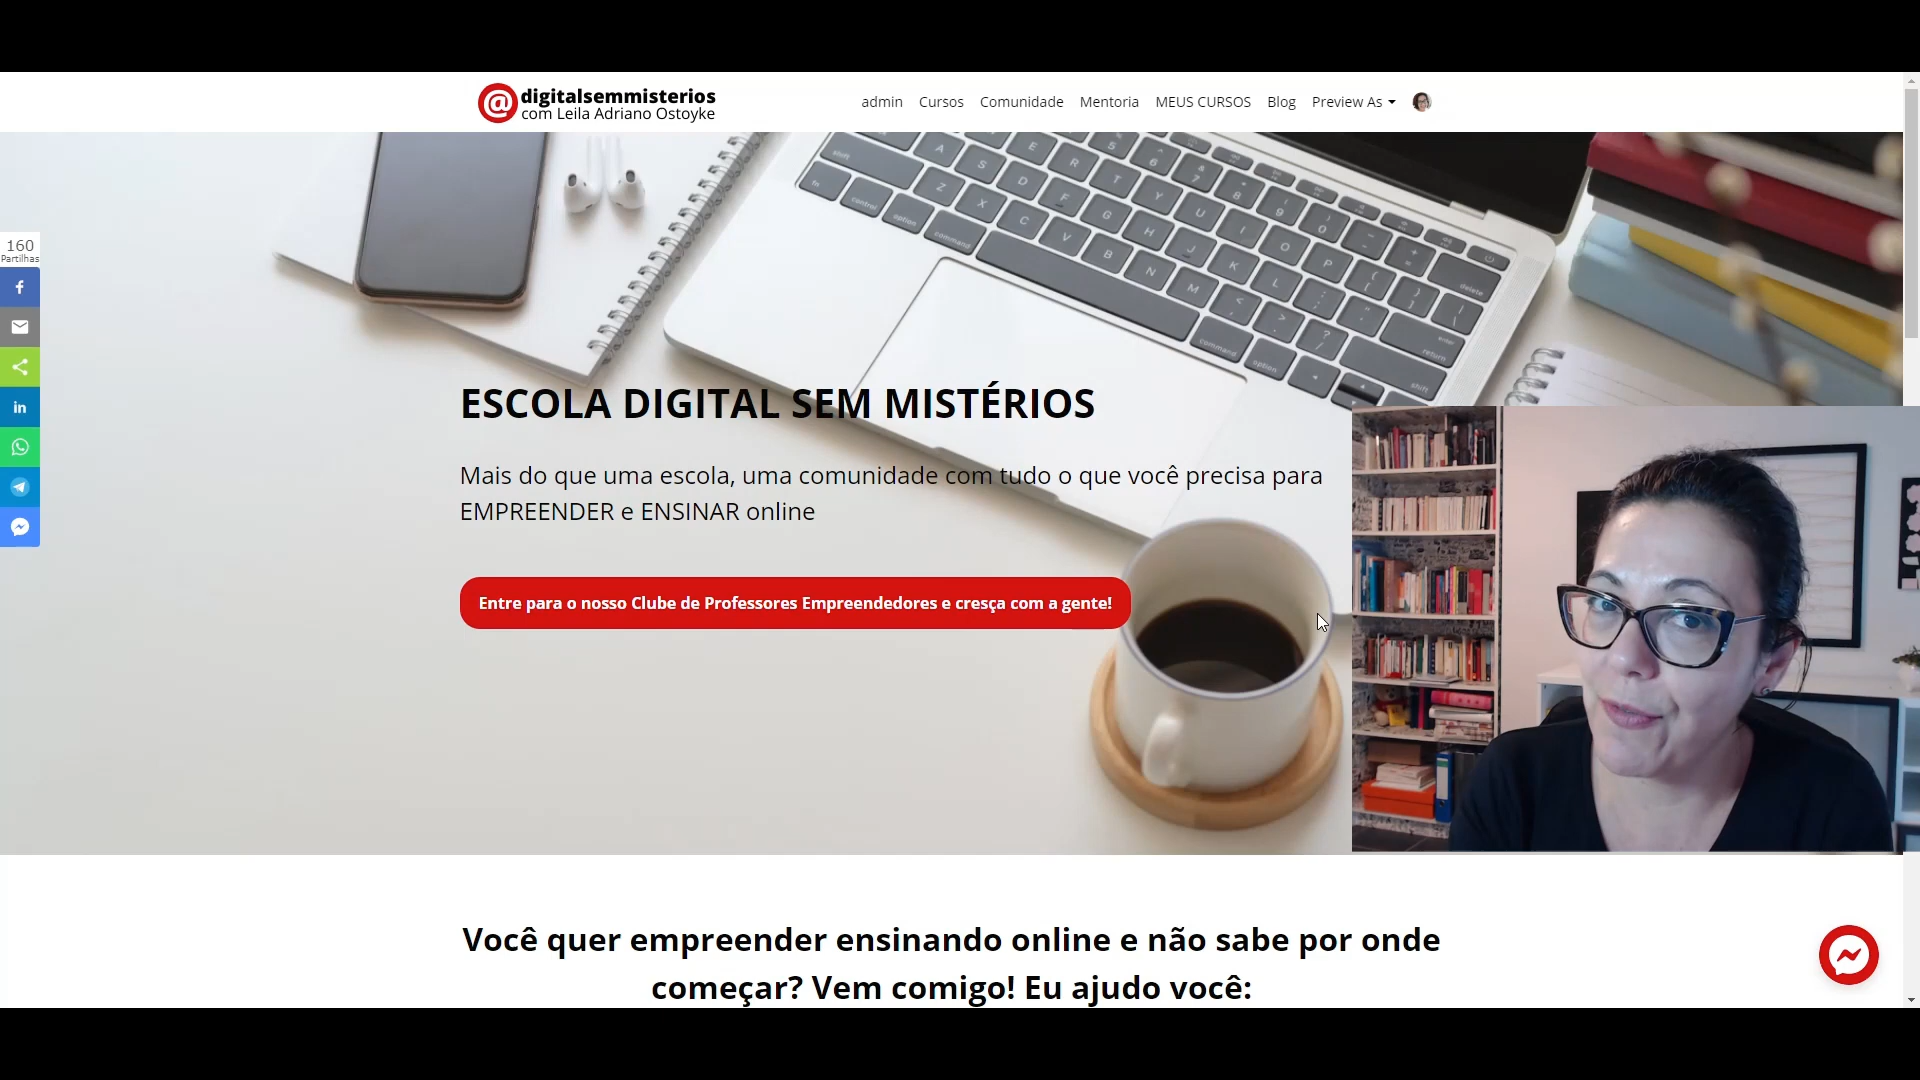 digitalsemmisterios
com Leila Adriano Ostoyke
admin Cursos Comunidade Mentoria MEUS CURSOS Blog Preview As
160
Partilhas
ESCOLA DIGITAL SEM MISTÉRIOS
Mais do que uma escola, uma comunidade com tudo o que você precisa para
EMPREENDER e ENSINAR online
Entre para o nosso Clube de Professores Empreendedores e cresça com a gente!
Você quer empreender ensinando online e não sabe por onde
começar? Vem comigo! Eu ajudo você: